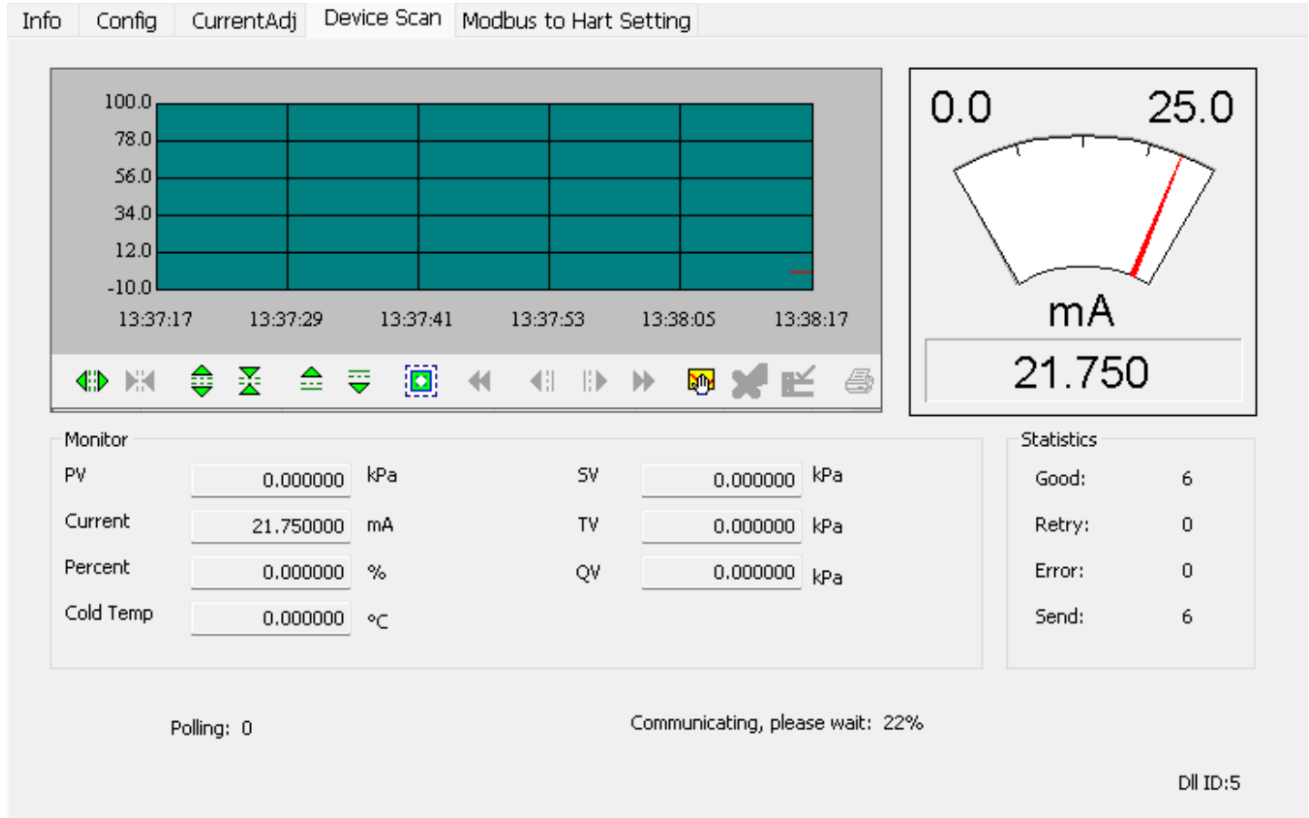 Info Config CurrentAdj Device Scan Modbus to Hart Setting
100.0
78.0
56.0
34.0
12.0
-10.0
13:37:17 13:37:29 13:37:41 13:37:53 13:38:05 13:38:17
0.0 25.0
mA
21.750
Monitor
PV 0.000000 kPa SV 0.000000 kPa
Current 21.750000 mA TV 0.000000 kPa
Percent 0.000000 % QV 0.000000 kPa
Cold Temp 0.000000 °C
Statistics
Good: 6
Retry: 0
Error: 0
Send: 6
Polling: 0 Communicating, please wait: 22%
Dll ID:5